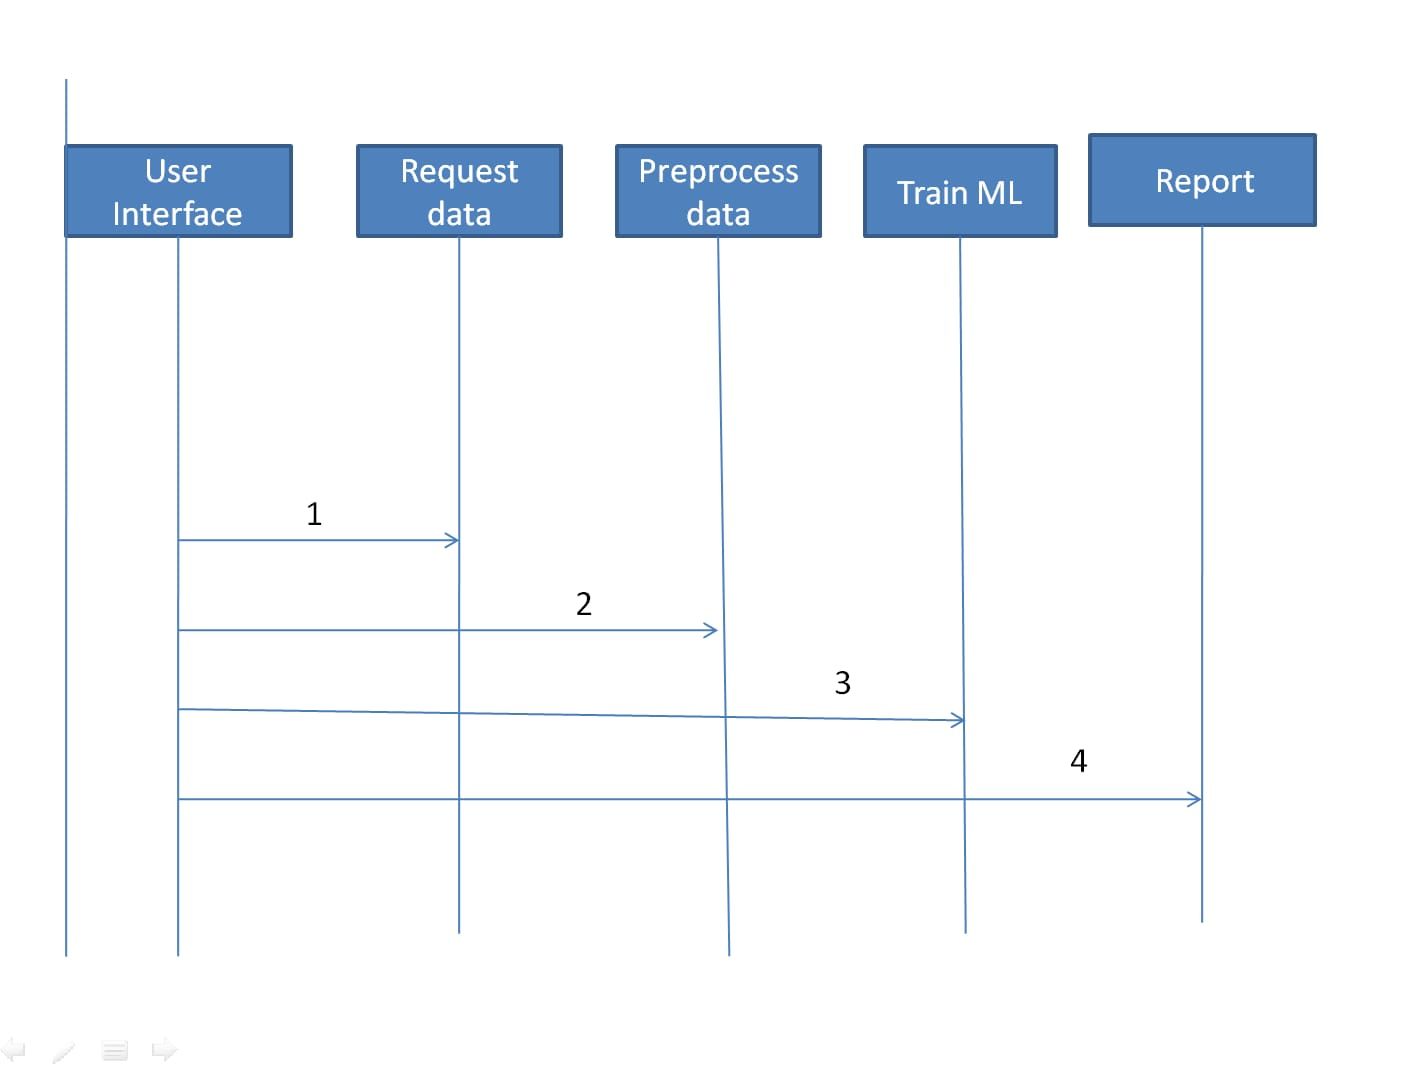 User
Interface
Request
data
Preprocess
data
Train ML
Report
1
2
3
4